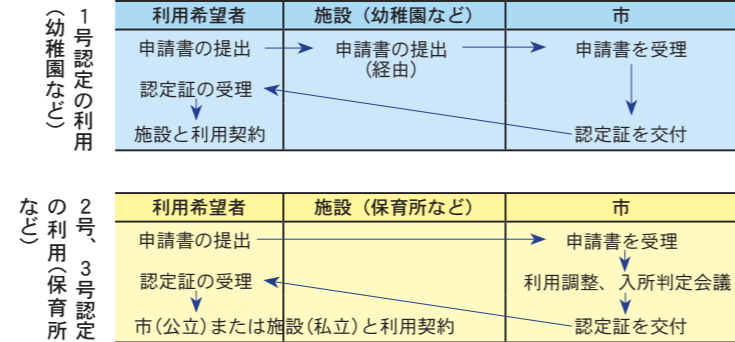 1号認定の利用
（幼稚園など）
利用希望者 施設（幼稚園など） 市
申請書の提出 申請書の提出 申請書を受理
（経由）
認定証の受理
施設と利用契約 認定証を交付
2号、3号認定
の利用（保育所
など）
利用希望者 施設（保育所など） 市
申請書の提出 申請書を受理
認定証の受理 利用調整、入所判定会議
市（公立）または施設（私立）と利用契約 認定証を交付